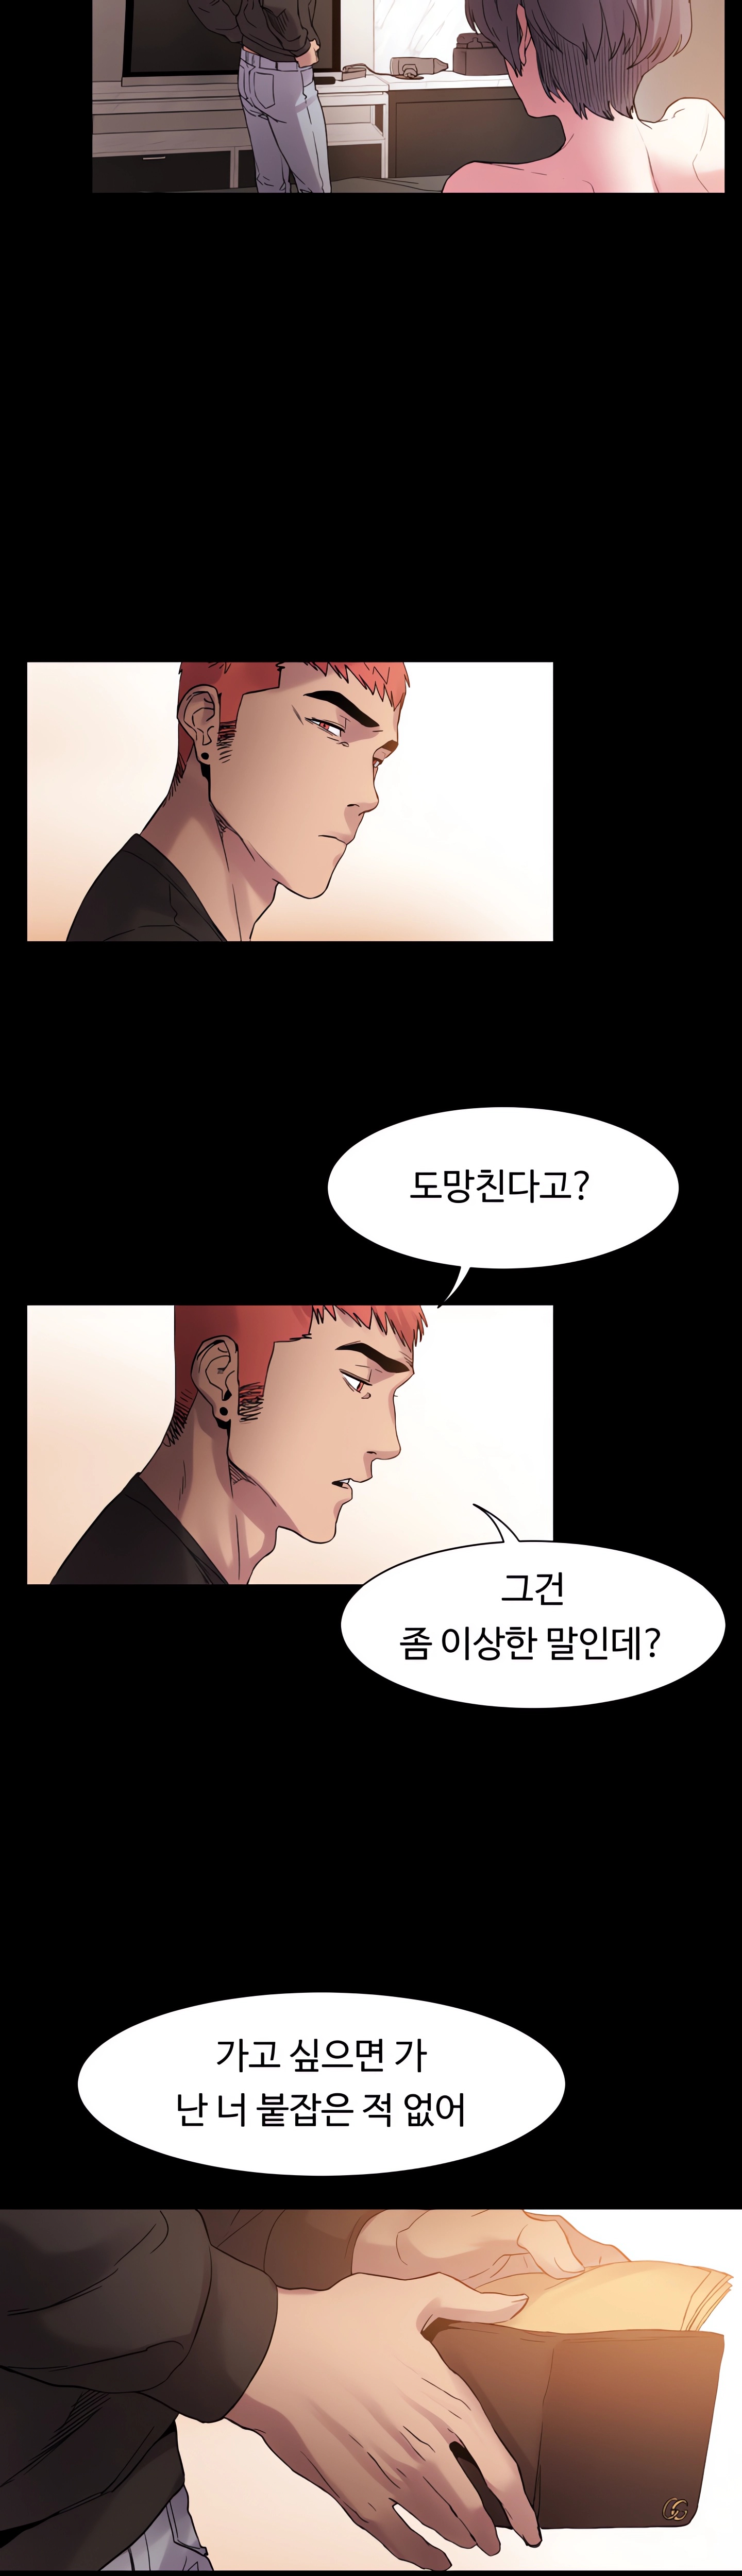 도망친다고?
그건
좀 이상한 말인데?
가고 싶으면 가
난 너 붙잡은 적 없어